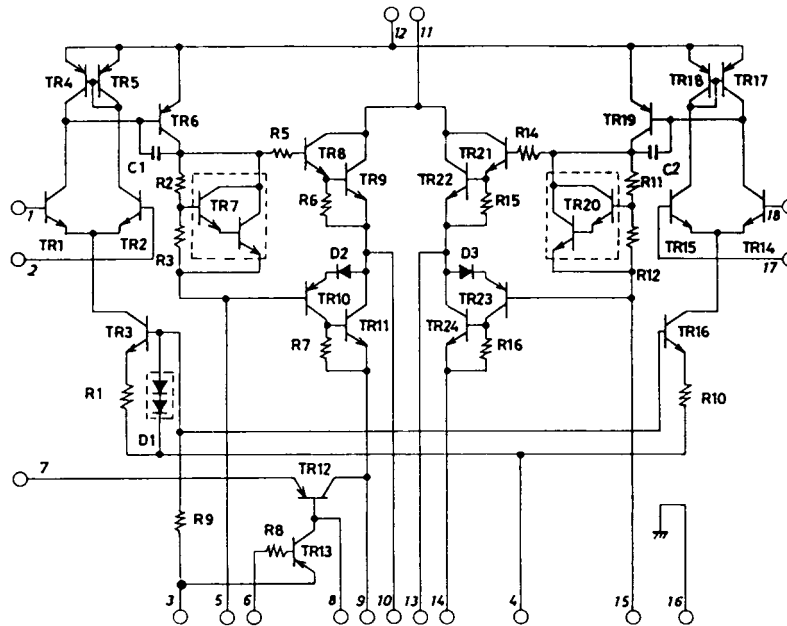 12 11
TR4 TR5 TR18 TR17
TR6 TR19
R5 R14
TR8 TR21
C1 C2
R2 TR7 R6 TR9 TR22 R15 TR20 R11
1 18
TR1 TR2 TR15 TR14
2 R3 D2 D3 R12 17
TR10 TR23
TR3 TR11 TR24 TR16
R7 R16
R1 R10
D1
7 TR12
R9 R8 TR13
3 5 6 8 9 10 13 14 4 15 16